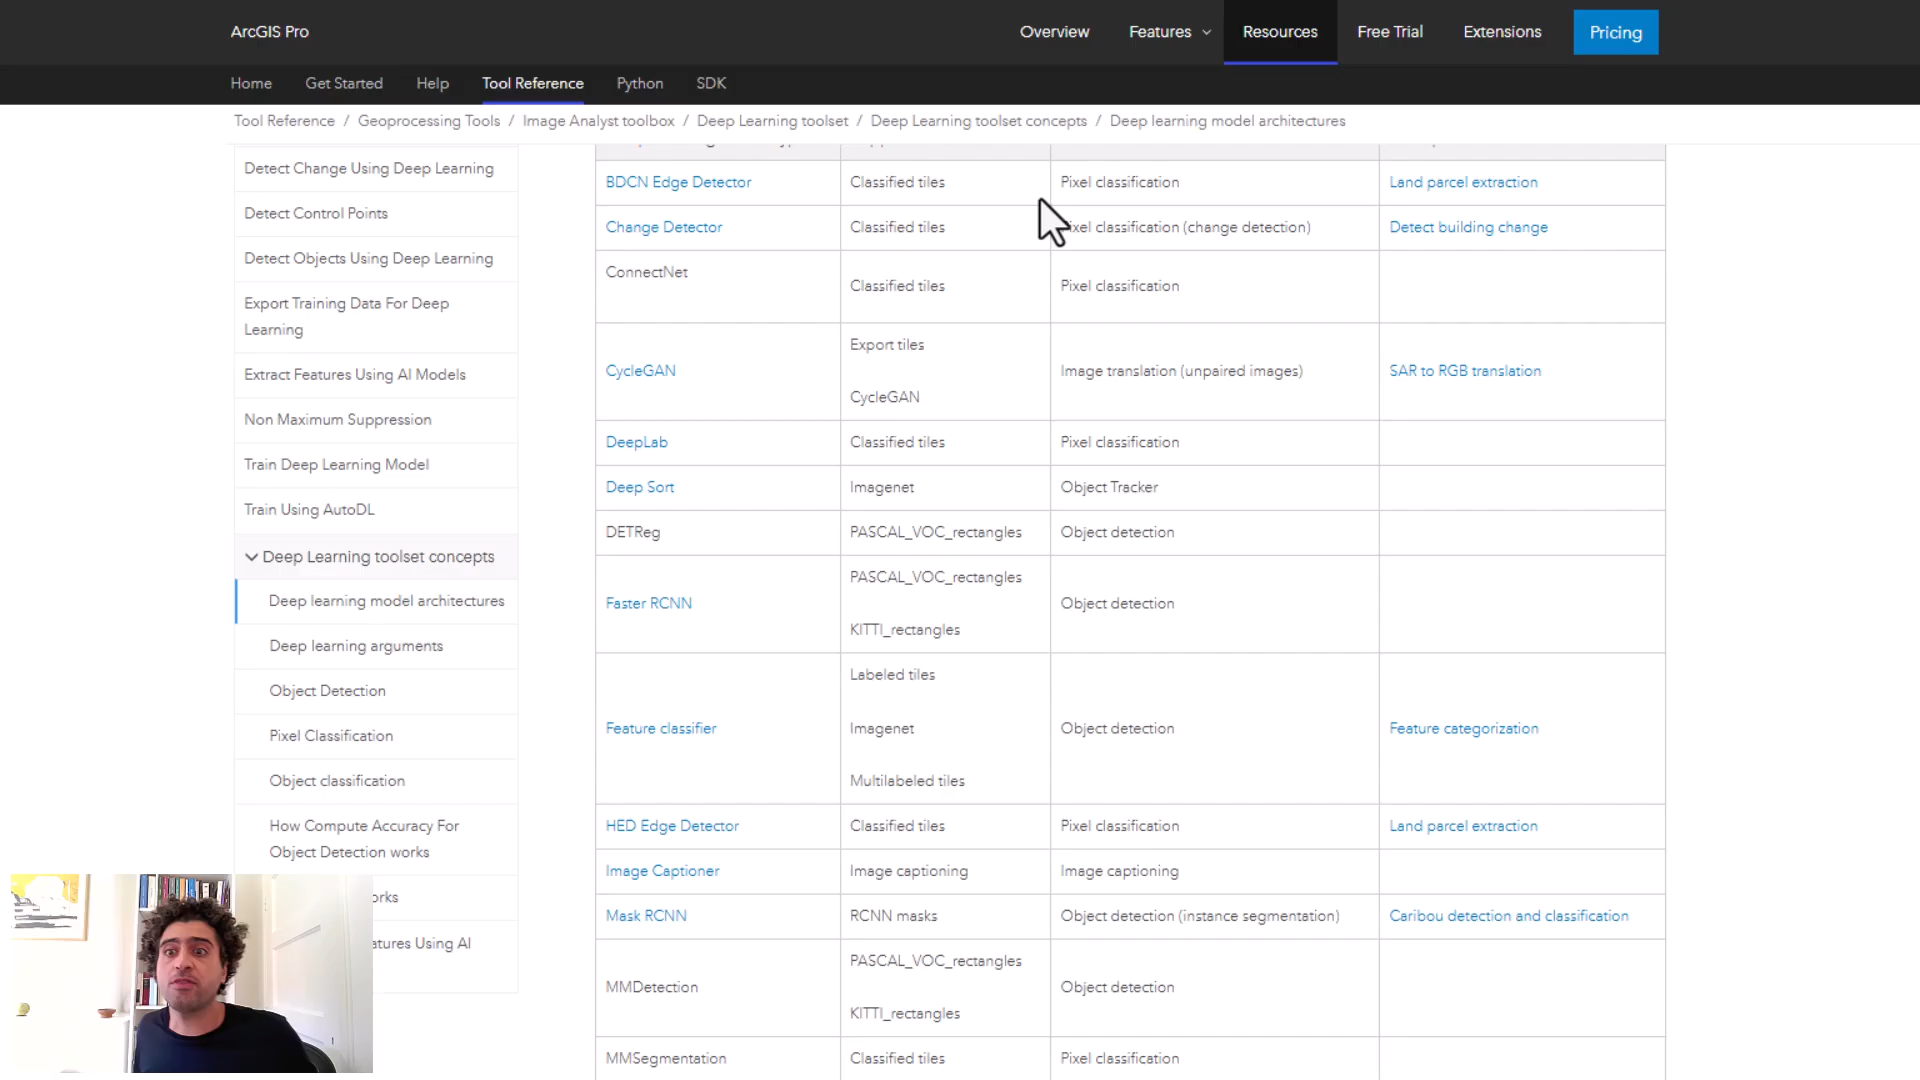 ArcGIS Pro
Overview
Features
Resources
Free Trial
Extensions
Pricing
Home
Get Started
Help
Tool Reference
Python
SDK
Tool Reference / Geoprocessing Tools / Image Analyst toolbox / Deep Learning toolset / Deep Learning toolset concepts / Deep learning model architectures
Detect Change Using Deep Learning
Detect Control Points
Detect Objects Using Deep Learning
Export Training Data For Deep
Learning
Extract Features Using AI Models
Non Maximum Suppression
Train Deep Learning Model
Train Using AutoDL
Deep Learning toolset concepts
Deep learning model architectures
Deep learning arguments
Object Detection
Pixel Classification
Object classification
How Compute Accuracy For
Object Detection works
orks
atures Using AI
BDCN Edge Detector
Classified tiles
Pixel classification
Land parcel extraction
Change Detector
Classified tiles
xel classification (change detection)
Detect building change
ConnectNet
Classified tiles
Pixel classification
CycleGAN
Export tiles
CycleGAN
Image translation (unpaired images)
SAR to RGB translation
DeepLab
Classified tiles
Pixel classification
Deep Sort
Imagenet
Object Tracker
DETReg
PASCAL_VOC_rectangles
Object detection
Faster RCNN
PASCAL_VOC_rectangles
KITTI_rectangles
Object detection
Feature classifier
Labeled tiles
Imagenet
Multilabeled tiles
Object detection
Feature categorization
HED Edge Detector
Classified tiles
Pixel classification
Land parcel extraction
Image Captioner
Image captioning
Image captioning
Mask RCNN
RCNN masks
Object detection (instance segmentation)
Caribou detection and classification
MMDetection
PASCAL_VOC_rectangles
KITTI_rectangles
Object detection
MMSegmentation
Classified tiles
Pixel classification